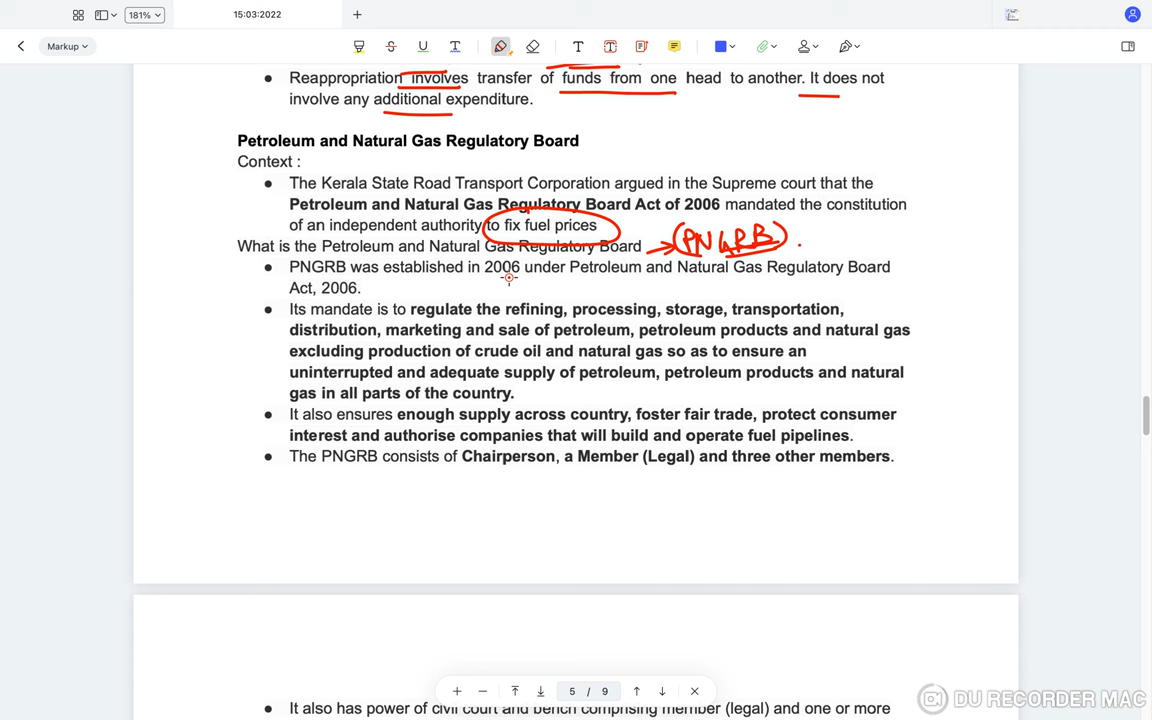 181%
15:03:2022
Markup
Reappropriation involves transfer of funds from one head to another. It does not
involve any additional expenditure.
Petroleum and Natural Gas Regulatory Board
Context :
The Kerala State Road Transport Corporation argued in the Supreme court that the
Petroleum and Natural Gas Regulatory Board Act of 2006 mandated the constitution
of an independent authority to fix fuel prices
What is the Petroleum and Natural Gas Regulatory Board → (PNGRB).
PNGRB was established in 2006 under Petroleum and Natural Gas Regulatory Board
Act, 2006.
Its mandate is to regulate the refining, processing, storage, transportation,
distribution, marketing and sale of petroleum, petroleum products and natural gas
excluding production of crude oil and natural gas so as to ensure an
uninterrupted and adequate supply of petroleum, petroleum products and natural
gas in all parts of the country.
It also ensures enough supply across country, foster fair trade, protect consumer
interest and authorise companies that will build and operate fuel pipelines.
The PNGRB consists of Chairperson, a Member (Legal) and three other members.
5 / 9
It also has power of civil court and bench comprising member (legal) and one or more
DU RECORDER MAC